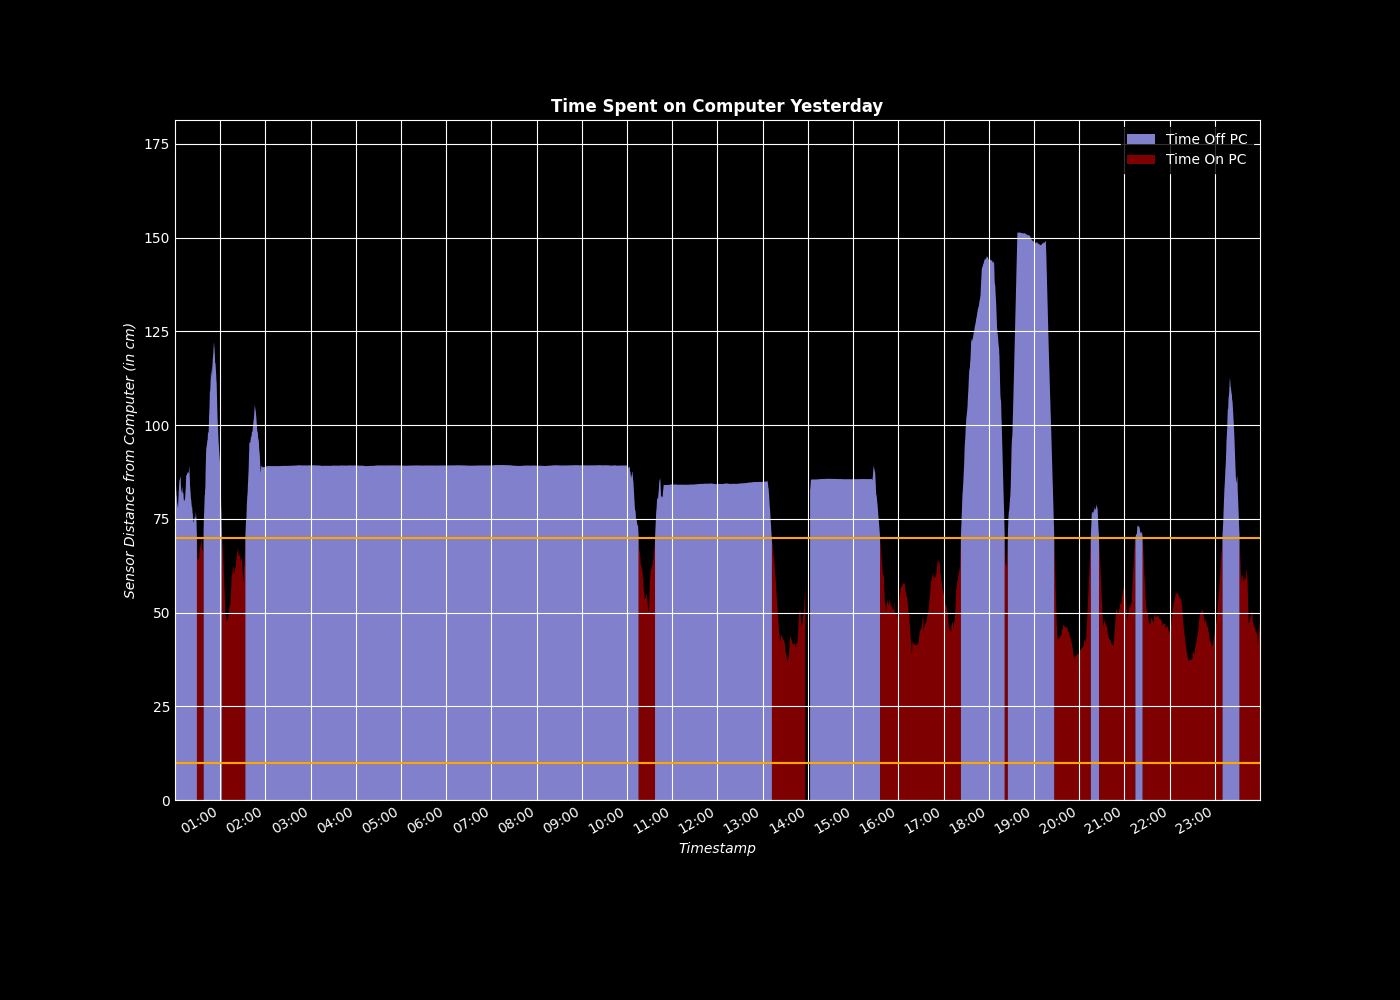 Time Spent on Computer Yesterday
Time Off PC
Time On PC
Sensor Distance from Computer (in cm)
175
150
125
100
75
50
25
0
01:00 02:00 03:00 04:00 05:00 06:00 07:00 08:00 09:00 10:00 11:00 12:00 13:00 14:00 15:00 16:00 17:00 18:00 19:00 20:00 21:00 22:00 23:00
Timestamp